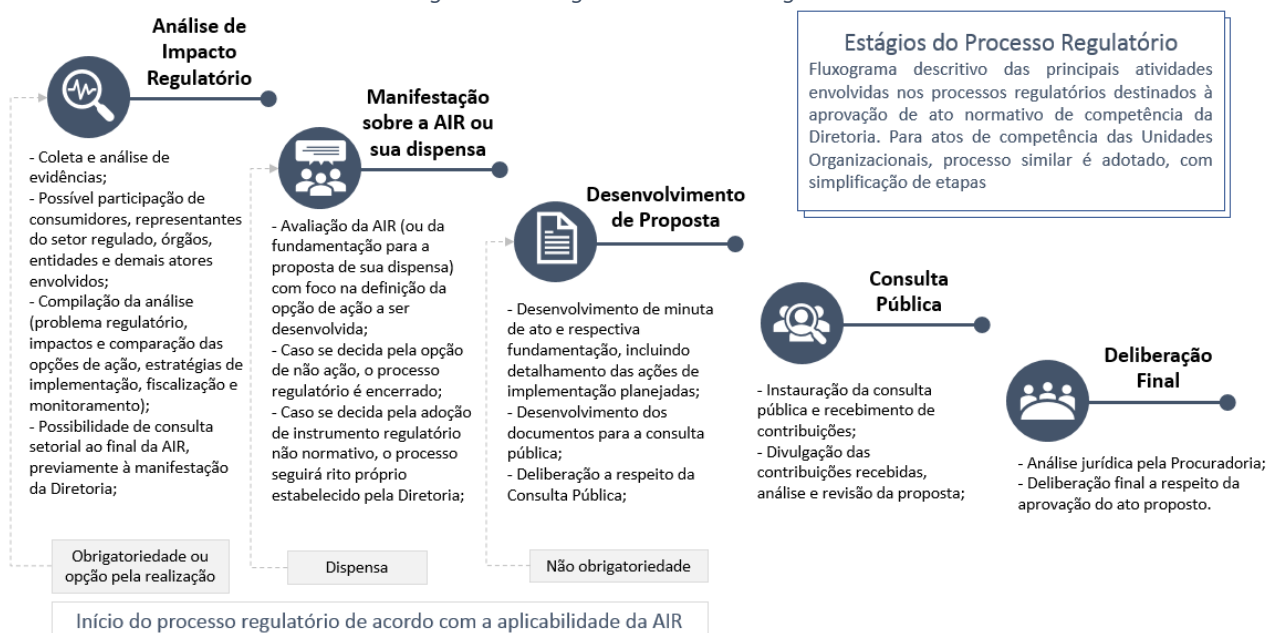 Estágios do Processo Regulatório
Fluxograma descritivo das principais atividades
envolvidas nos processos regulatórios destinados à
aprovação de ato normativo de competência da
Diretoria. Para atos de competência das Unidades
Organizacionais, processo similar é adotado, com
simplificação de etapas
Análise de
Impacto
Regulatório
- Coleta e análise de
evidências;
- Possível participação de
consumidores, representantes
do setor regulado, órgãos,
entidades e demais atores
envolvidos;
- Compilação da análise
(problema regulatório,
impactos e comparação das
opções de ação, estratégias de
implementação, fiscalização e
monitoramento);
- Possibilidade de consulta
setorial ao final da AIR,
previamente à manifestação
da Diretoria;
Obrigatoriedade ou
opção pela realização
Manifestação
sobre a AIR ou
sua dispensa
- Avaliação da AIR (ou da
fundamentação para a
proposta de sua dispensa)
com foco na definição da
opção de ação a ser
desenvolvida;
- Caso se decida pela opção
de não ação, o processo
regulatório é encerrado;
- Caso se decida pela adoção
de instrumento regulatório
não normativo, o processo
seguirá rito próprio
estabelecido pela Diretoria;
Dispensa
Desenvolvimento
de Proposta
- Desenvolvimento de minuta
de ato e respectiva
fundamentação, incluindo
detalhamento das ações de
implementação planejadas;
- Desenvolvimento dos
documentos para a consulta
pública;
- Deliberação a respeito da
Consulta Pública;
Não obrigatoriedade
Consulta
Pública
- Instauração da consulta
pública e recebimento de
contribuições;
- Divulgação das
contribuições recebidas,
análise e revisão da proposta;
Deliberação
Final
- Análise jurídica pela Procuradoria;
- Deliberação final a respeito da
aprovação do ato proposto.
Início do processo regulatório de acordo com a aplicabilidade da AIR